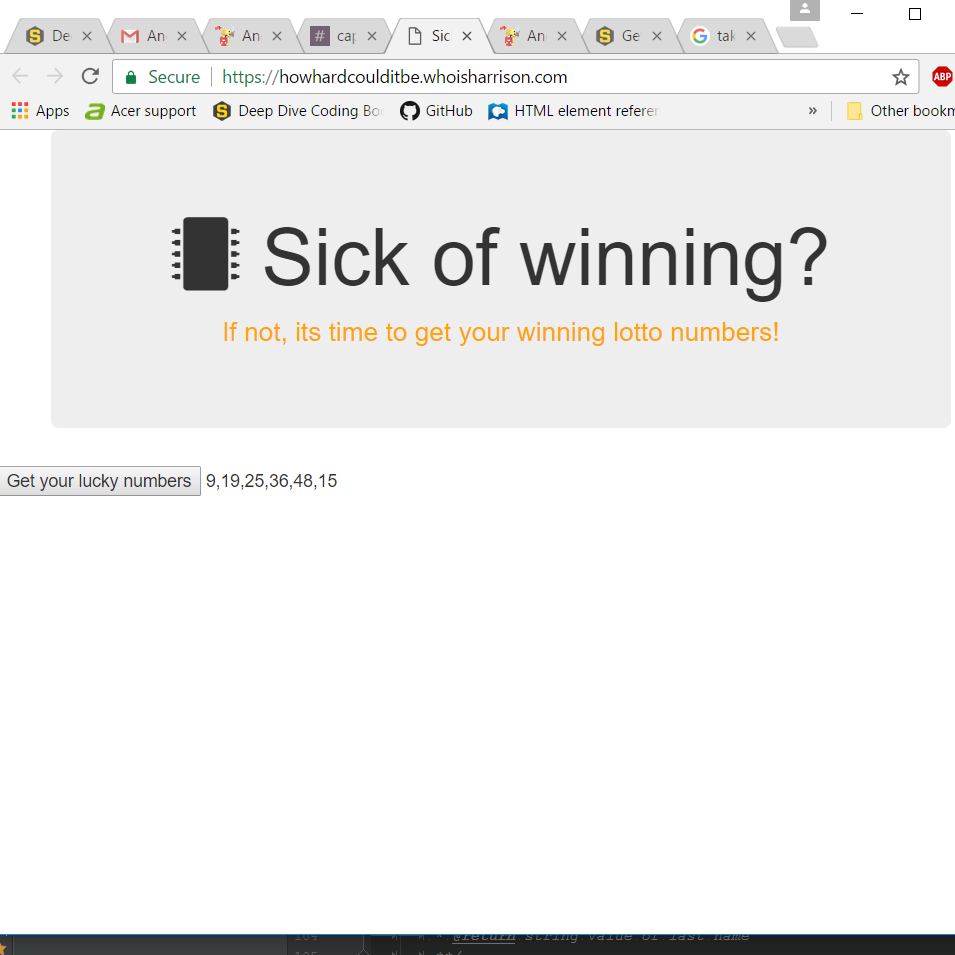 De An An cap Sic An Ge tak
Secure https://howhardcoulditbe.whoisharrison.com ABP
Apps Acer support Deep Dive Coding Boo GitHub HTML element referen » Other bookm
Sick of winning?
If not, its time to get your winning lotto numbers!
Get your lucky numbers 9,19,25,36,48,15
* @return string value of last name
**/